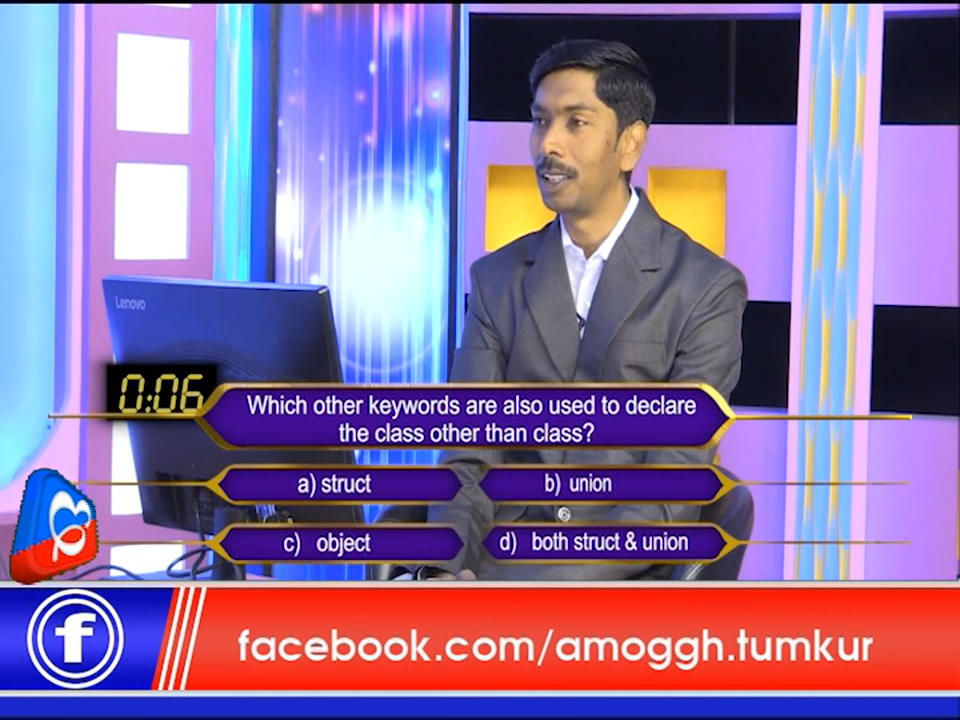 Lenovo
0:06
Which other keywords are also used to declare
the class other than class?
a) struct
b) union
c) object
d) both struct & union
f facebook.com/amoggh.tumkur